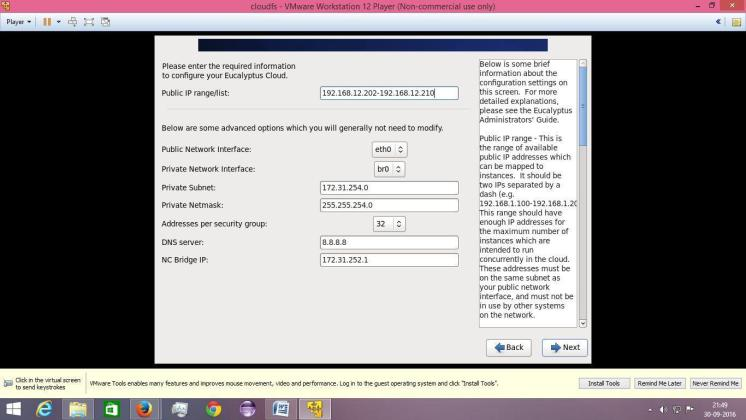 cloudfs - VMware Workstation 12 Player (Non-commercial use only)
Player
Please enter the required information
to configure your Eucalyptus Cloud.
Public IP range/list: 192.168.12.202-192.168.12.210
Below are some advanced options which you will generally not need to modify.
Public Network Interface: eth0
Private Network Interface: br0
Private Subnet: 172.31.254.0
Private Netmask: 255.255.254.0
Addresses per security group: 32
DNS server: 8.8.8.8
NC Bridge IP: 172.31.252.1
Below is some brief
information about the
configuration settings on
this screen. For more
detailed explanations,
please see the Eucalyptus
Administrators' Guide.
Public IP range - This is
the range of available
public IP addresses which
can be mapped to
instances. It should be
two IPs separated by a
dash (e.g.
192.168.1.100-192.168.1.20
This range should have
enough IP addresses for
the maximum number of
instances which are
intended to run
concurrently in the cloud.
These addresses must be
on the same subnet as
your public network
interface, and must not be
in use by other systems
on the network.
Back Next
Click in the virtual screen
to send keystrokes
VMware Tools enables many features and improves mouse movement, video and performance. Log in to the guest operating system and click "Install Tools".
Install Tools Remind Me Later Never Remind Me
21:49
30-09-2016